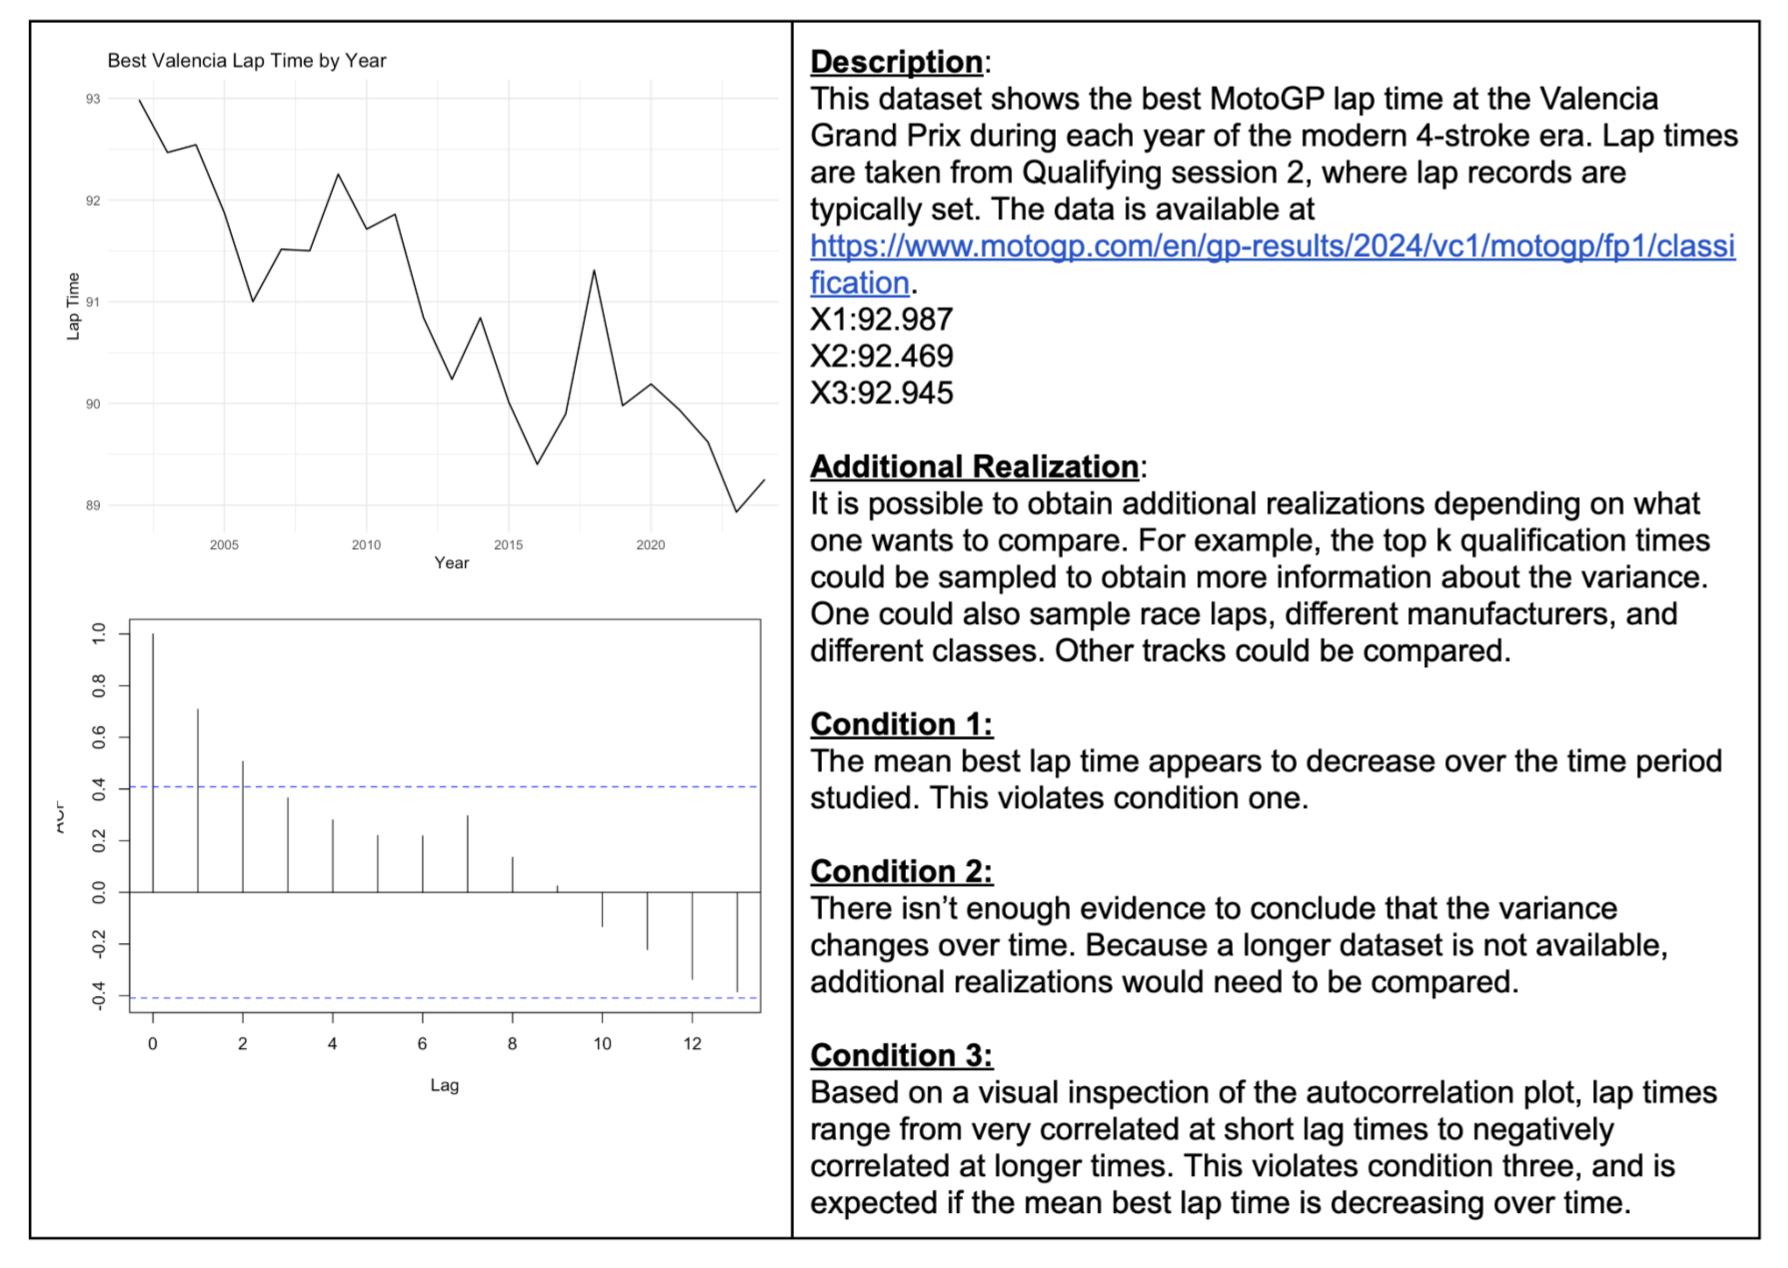 Best Valencia Lap Time by Year
93
92
91
90
89
Lap Time
2005
2010
2015
2020
Year
1.0
0.8
0.6
0.4
0.2
0.0
-0.2
-0.4
ACF
0
2
4
6
8
10
12
Lag
Description:
This dataset shows the best MotoGP lap time at the Valencia
Grand Prix during each year of the modern 4-stroke era. Lap times
are taken from Qualifying session 2, where lap records are
typically set. The data is available at
https://www.motogp.com/en/gp-results/2024/vc1/motogp/fp1/classi
fication.
X1:92.987
X2:92.469
X3:92.945
Additional Realization:
It is possible to obtain additional realizations depending on what
one wants to compare. For example, the top k qualification times
could be sampled to obtain more information about the variance.
One could also sample race laps, different manufacturers, and
different classes. Other tracks could be compared.
Condition 1:
The mean best lap time appears to decrease over the time period
studied. This violates condition one.
Condition 2:
There isn’t enough evidence to conclude that the variance
changes over time. Because a longer dataset is not available,
additional realizations would need to be compared.
Condition 3:
Based on a visual inspection of the autocorrelation plot, lap times
range from very correlated at short lag times to negatively
correlated at longer times. This violates condition three, and is
expected if the mean best lap time is decreasing over time.